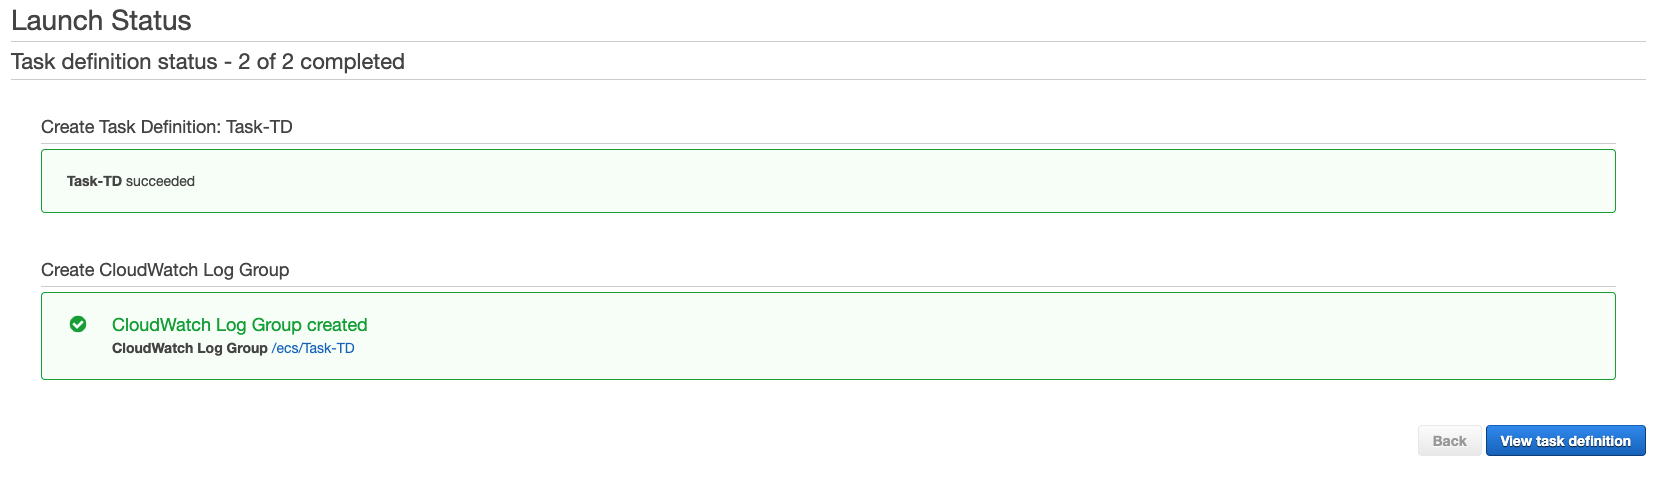 Launch Status
Task definition status - 2 of 2 completed
Create Task Definition: Task-TD
Task-TD succeeded
Create CloudWatch Log Group
CloudWatch Log Group created
CloudWatch Log Group /ecs/Task-TD
Back View task definition